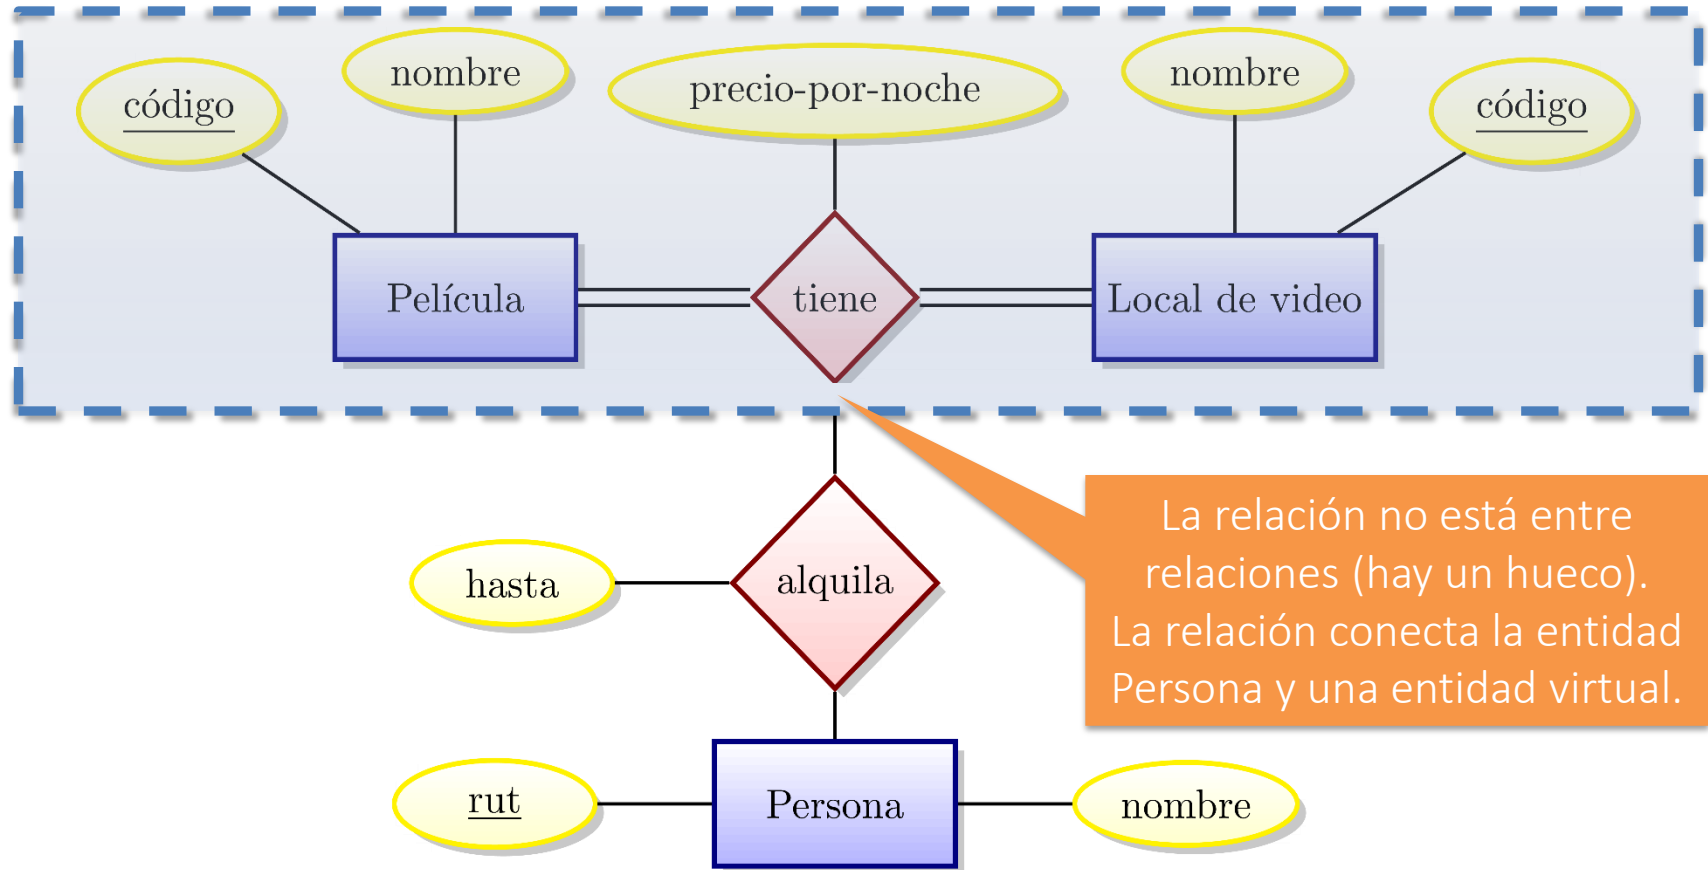 código
nombre
precio-por-noche
nombre
código
Película
tiene
Local de video
hasta
alquila
La relación no está entre
relaciones (hay un hueco).
La relación conecta la entidad
Persona y una entidad virtual.
rut
Persona
nombre